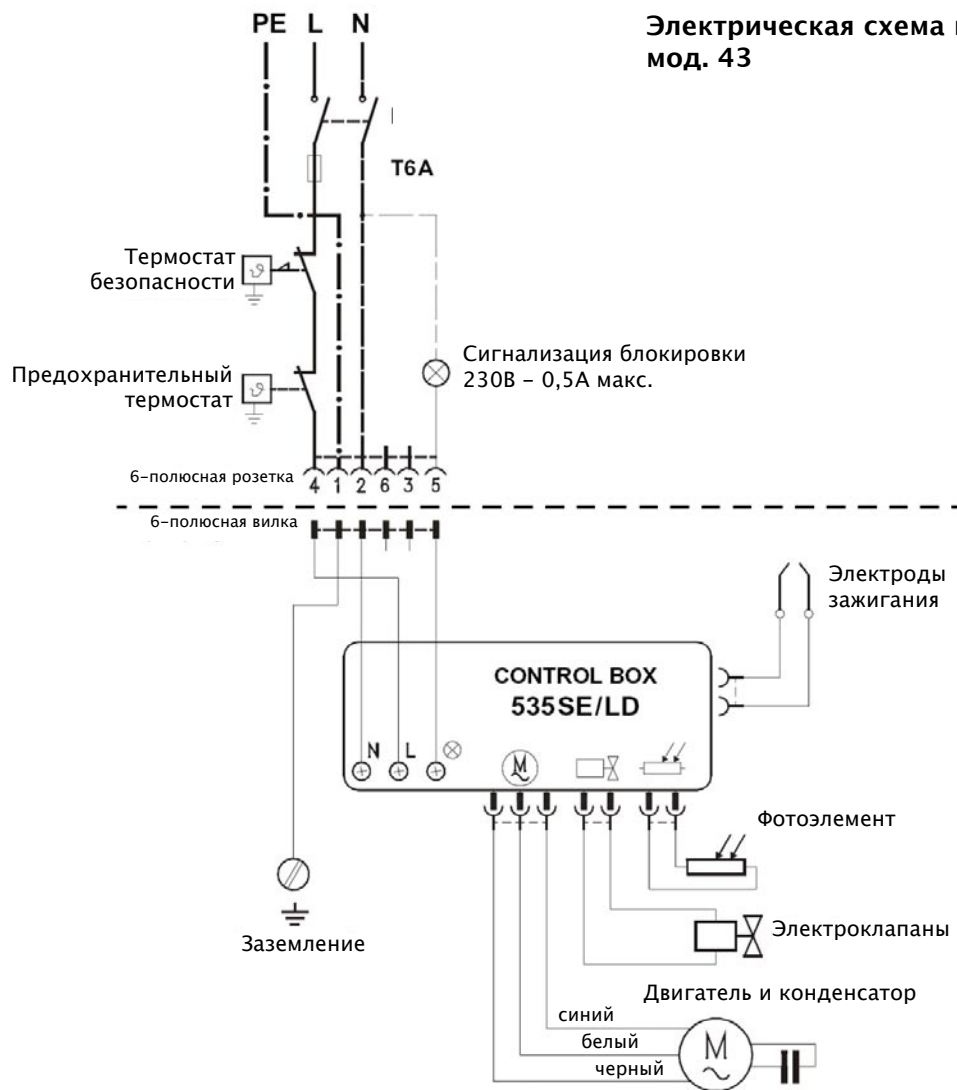 PE L N
Электрическая схема
мод. 43
T6A
Термостат
безопасности
Предохранительный
термостат
Сигнализация блокировки
230В – 0,5А макс.
6-полюсная розетка
4 1 2 6 3 5
6-полюсная вилка
Электроды
зажигания
CONTROL BOX
535SE/LD
N L
M
Фотоэлемент
Заземление
Электроклапаны
Двигатель и конденсатор
синий
белый
черный
M